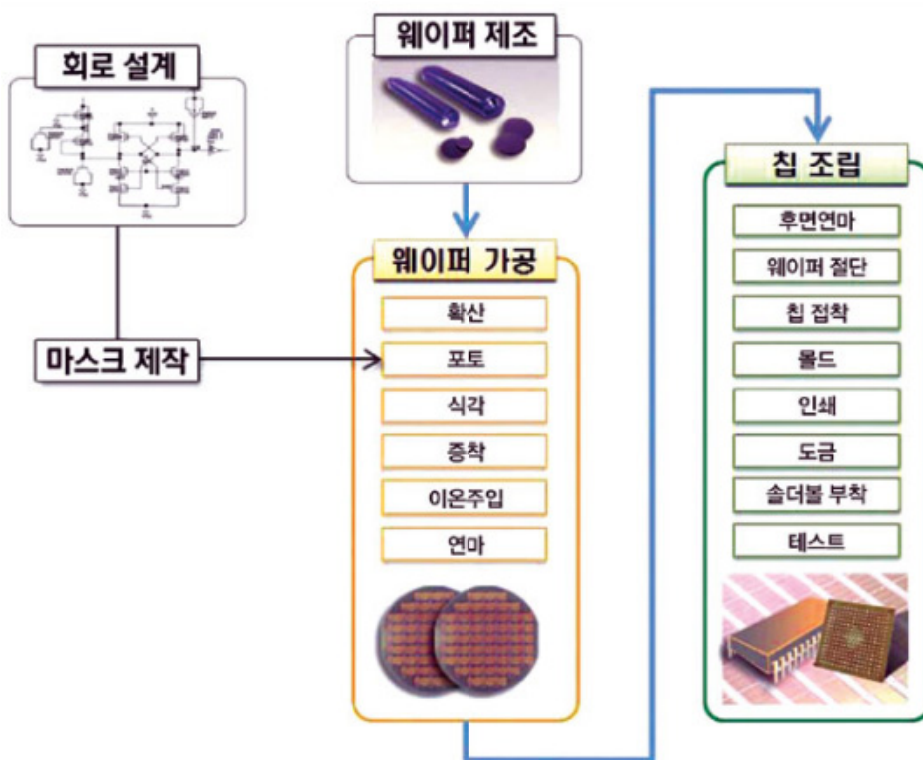 회로 설계
웨이퍼 제조
마스크 제작
웨이퍼 가공
확산
포토
식각
증착
이온주입
연마
칩 조립
후면연마
웨이퍼 절단
칩 접착
몰드
인쇄
도금
솔더볼 부착
테스트